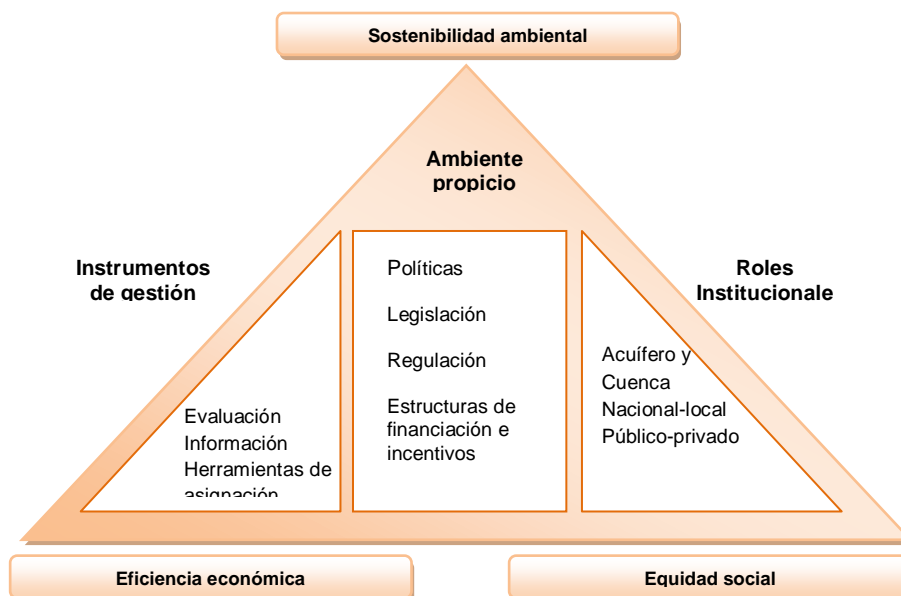 Sostenibilidad ambiental
Ambiente
propicio
Instrumentos
de gestión
Roles
Institucionale
Políticas
Legislación
Regulación
Estructuras de
financiación e
incentivos
Evaluación
Información
Herramientas de
asignación
Acuífero y
Cuenca
Nacional-local
Público-privado
Eficiencia económica
Equidad social